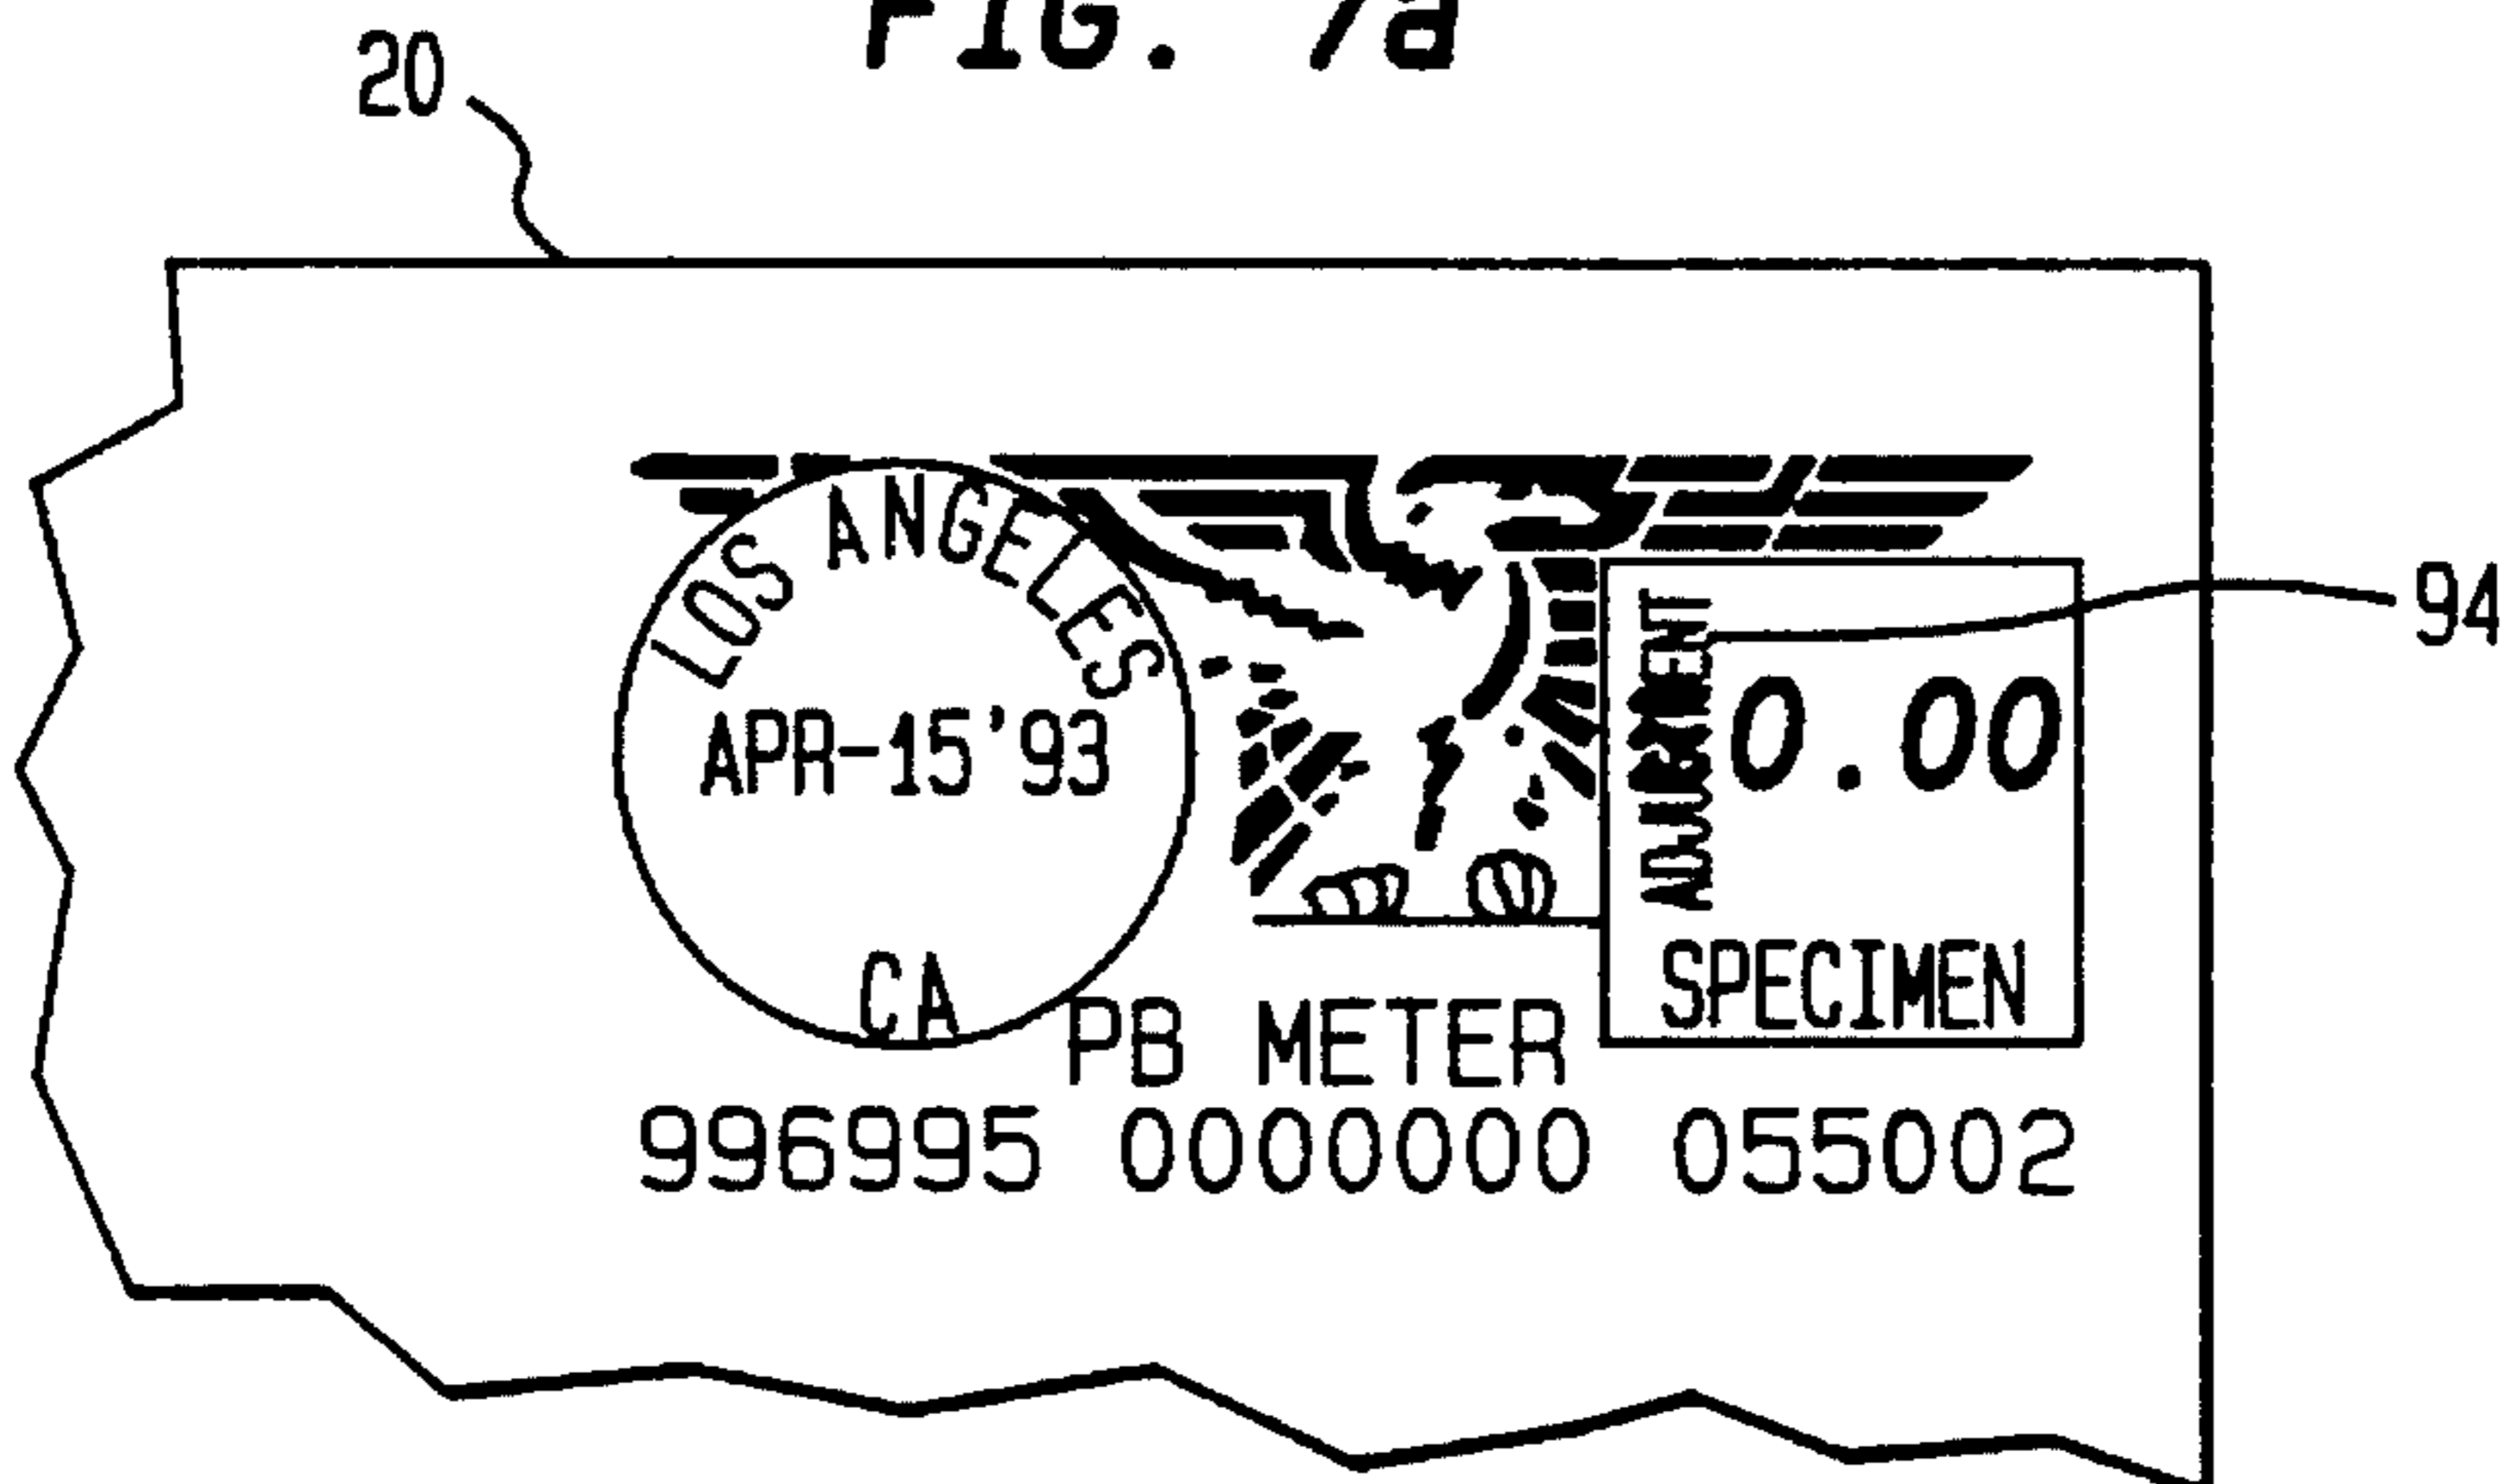 FIG. 7a
20
94
LOS ANGELES
APR-15'93
CA
ADJUSTMENT
0.00
SPECIMEN
PB METER
996995 0000000 055002